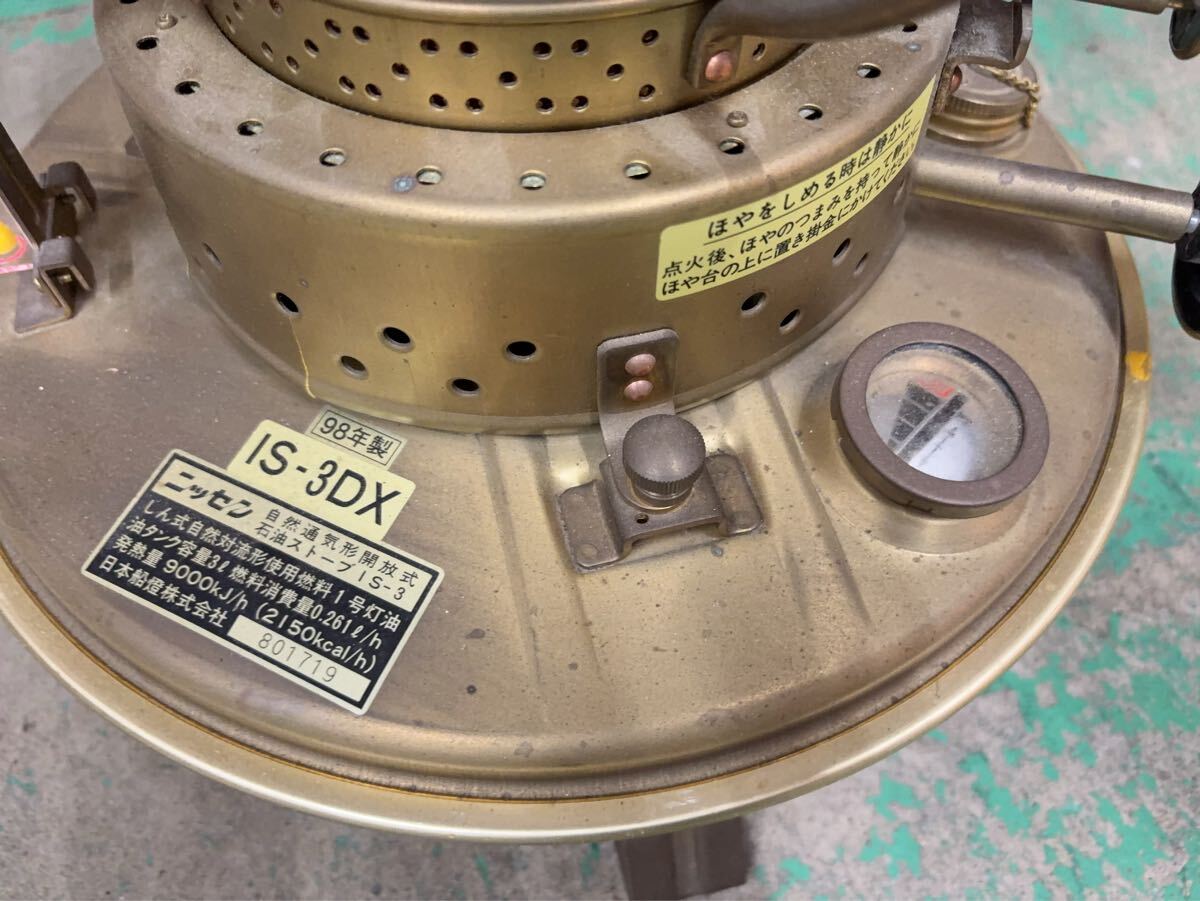 ほやをしめる時は静かに
点火後、ほやのつまみを持って静かに
ほや台の上に置き掛金にかけてください
98年製
IS-3DX
ニッセン 自然通気形開放式
石油ストーブIS-3
しん式自然対流形使用燃料1号灯油
油タンク容量3ℓ燃料消費量0.261ℓ/h
発熱量 9000kJ/h (2150kcal/h)
日本船燈株式会社 801719